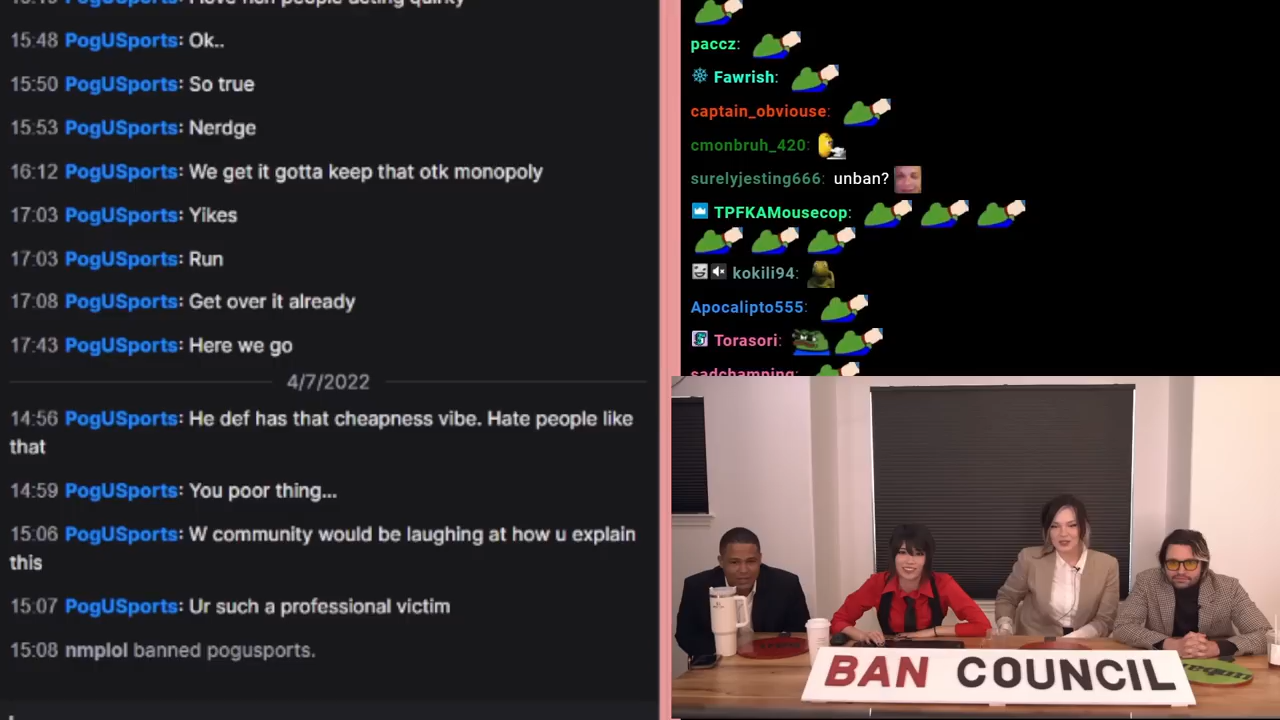 15:48 PogUSports: Ok..
15:50 PogUSports: So true
15:53 PogUSports: Nerdge
16:12 PogUSports: We get it gotta keep that otk monopoly
17:03 PogUSports: Yikes
17:03 PogUSports: Run
17:08 PogUSports: Get over it already
17:43 PogUSports: Here we go
4/7/2022
14:56 PogUSports: He def has that cheapness vibe. Hate people like
that
14:59 PogUSports: You poor thing...
15:06 PogUSports: W community would be laughing at how u explain
this
15:07 PogUSports: Ur such a professional victim
15:08 nmplol banned pogusports.
paccz:
Fawrish:
captain_obviouse:
cmonbruh_420:
surelyjesting666: unban?
TPFKAMousecop:
kokili94:
Apocalipto555:
Torasori:
sadchamping:
BAN COUNCIL